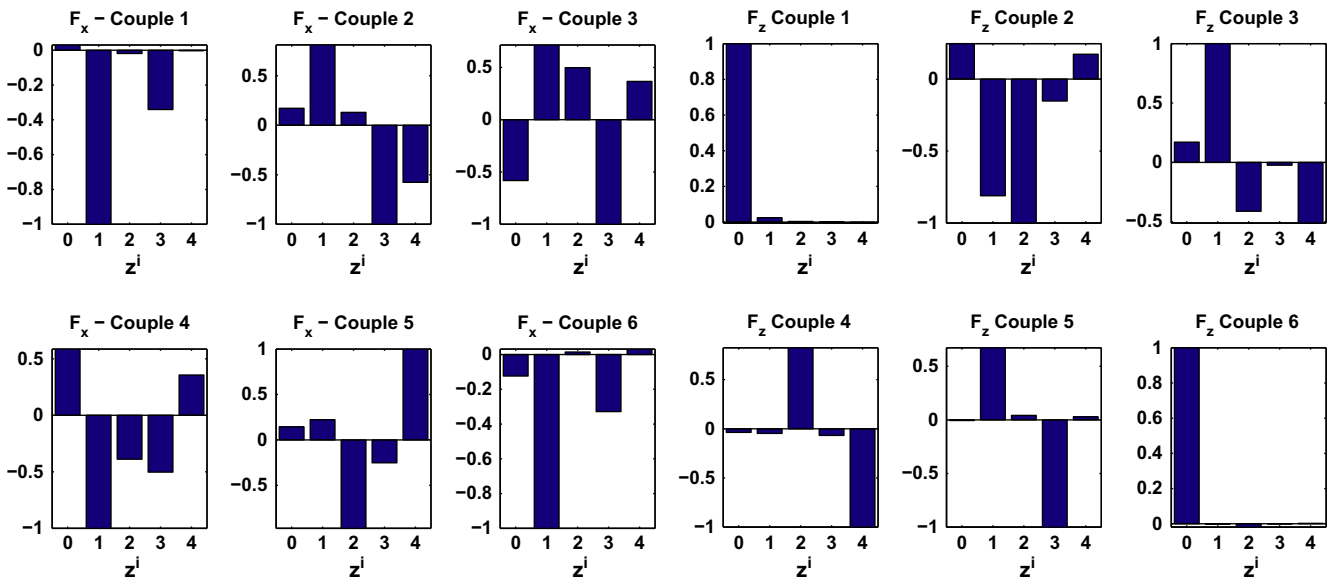 F_x − Couple 1
0
−0.2
−0.4
−0.6
−0.8
−1
0 1 2 3 4
z^i
F_x − Couple 2
0.5
0
−0.5
−1
0 1 2 3 4
z^i
F_x − Couple 3
0.5
0
−0.5
−1
0 1 2 3 4
z^i
F_z Couple 1
1
0.8
0.6
0.4
0.2
0
0 1 2 3 4
z^i
F_z Couple 2
0
−0.5
−1
0 1 2 3 4
z^i
F_z Couple 3
1
0.5
0
−0.5
0 1 2 3 4
z^i
F_x − Couple 4
0.5
0
−0.5
−1
0 1 2 3 4
z^i
F_x − Couple 5
1
0.5
0
−0.5
0 1 2 3 4
z^i
F_x − Couple 6
0
−0.2
−0.4
−0.6
−0.8
−1
0 1 2 3 4
z^i
F_z Couple 4
0.5
0
−0.5
−1
0 1 2 3 4
z^i
F_z Couple 5
0.5
0
−0.5
−1
0 1 2 3 4
z^i
F_z Couple 6
1
0.8
0.6
0.4
0.2
0
0 1 2 3 4
z^i